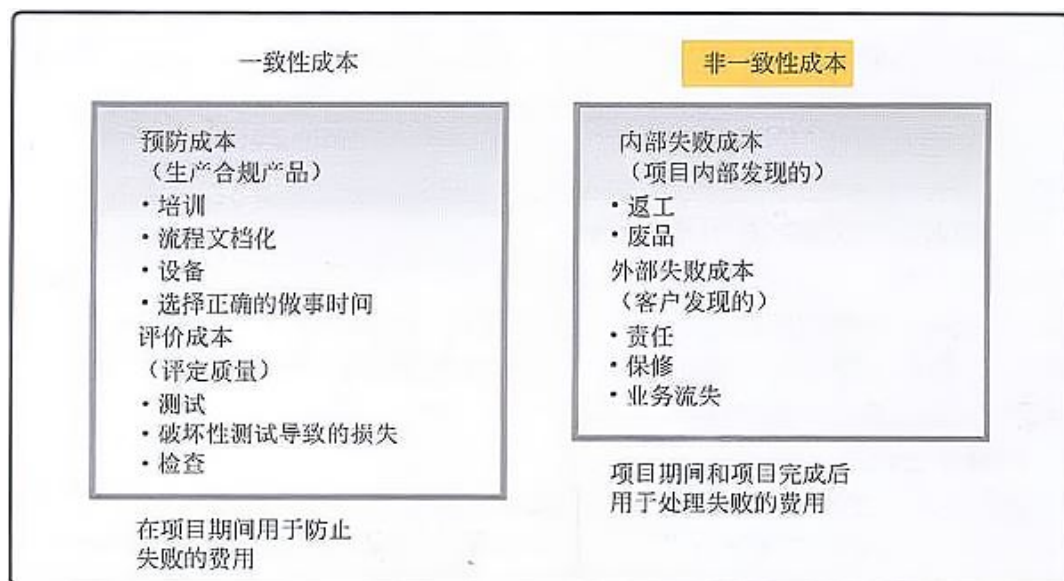 一致性成本
预防成本
（生产合规产品）
•培训
•流程文档化
•设备
•选择正确的做事时间
评价成本
（评定质量）
•测试
•破坏性测试导致的损失
•检查
在项目期间用于防止
失败的费用
非一致性成本
内部失败成本
（项目内部发现的）
•返工
•废品
外部失败成本
（客户发现的）
•责任
•保修
•业务流失
项目期间和项目完成后
用于处理失败的费用